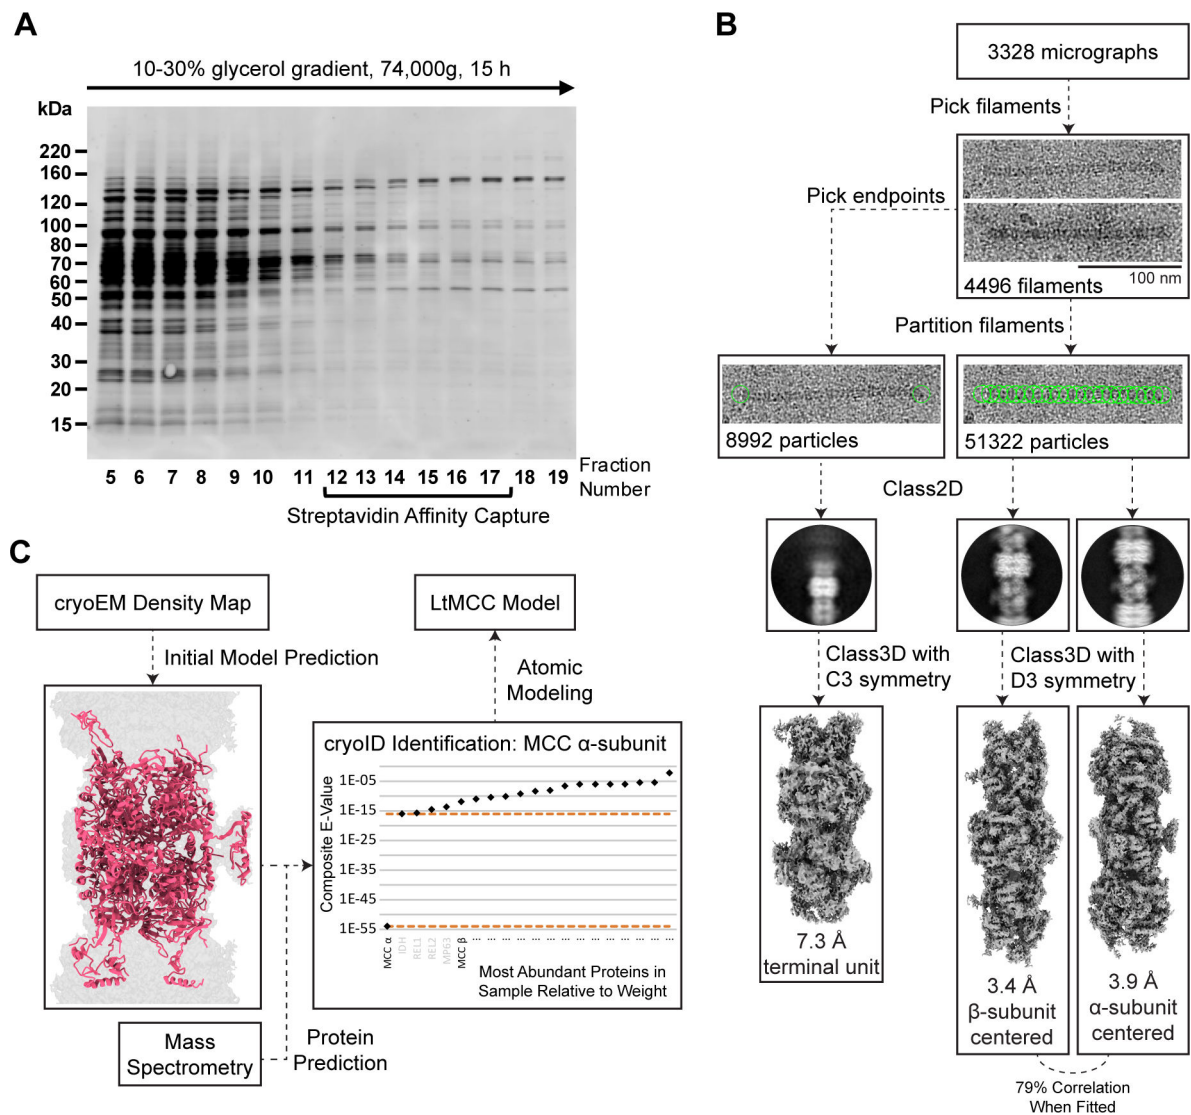 A
10-30% glycerol gradient, 74,000g, 15 h
kDa
220
160
120
100
80
70
60
50
40
30
20
15
5 6 7 8 9 10 11 12 13 14 15 16 17 18 19
Fraction
Number
Streptavidin Affinity Capture
B
3328 micrographs
Pick filaments
Pick endpoints
100 nm
4496 filaments
Partition filaments
8992 particles
51322 particles
Class2D
Class3D with
C3 symmetry
Class3D with
D3 symmetry
7.3 Å
terminal unit
3.4 Å
β-subunit
centered
3.9 Å
α-subunit
centered
79% Correlation
When Fitted
C
cryoEM Density Map
Initial Model Prediction
LtMCC Model
Atomic
Modeling
cryoID Identification: MCC α-subunit
Composite E-Value
1E-05
1E-15
1E-25
1E-35
1E-45
1E-55
MCC α
IDH
REL1
REL2
MP63
MCC β
... ... ... ... ... ... ... ... ... ... ... ... ... ...
Most Abundant Proteins in
Sample Relative to Weight
Mass
Spectrometry
Protein
Prediction